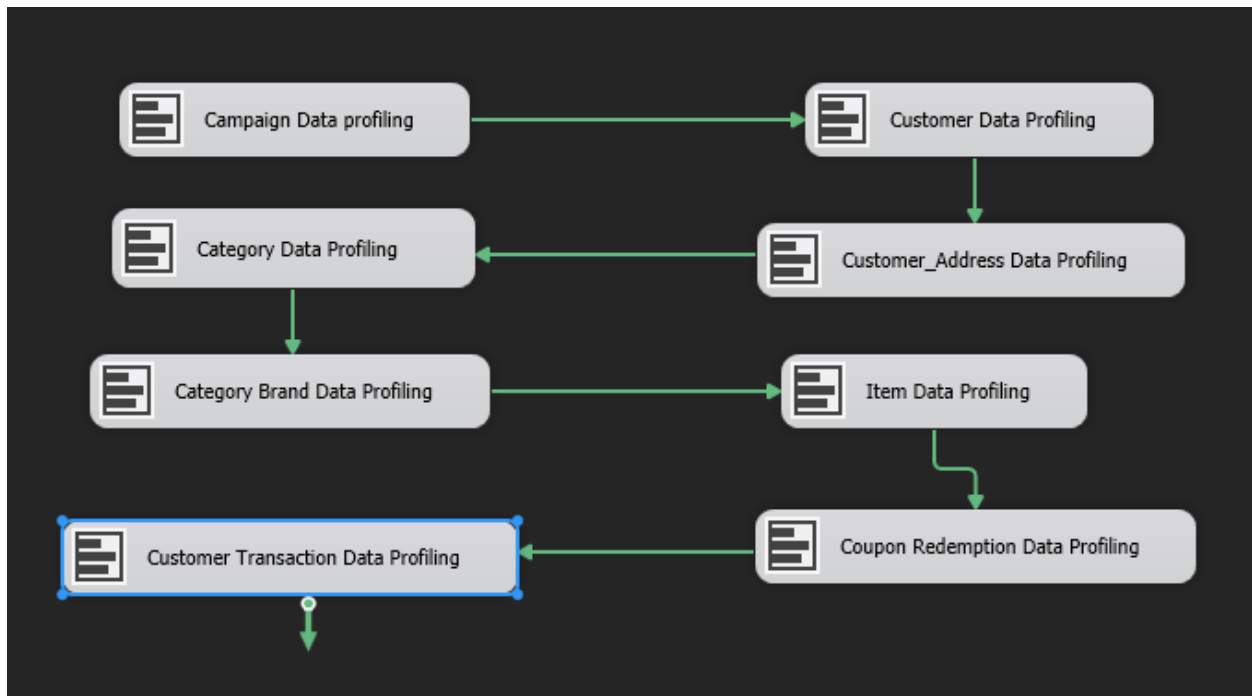 Campaign Data profiling
Customer Data Profiling
Category Data Profiling
Customer_Address Data Profiling
Category Brand Data Profiling
Item Data Profiling
Customer Transaction Data Profiling
Coupon Redemption Data Profiling